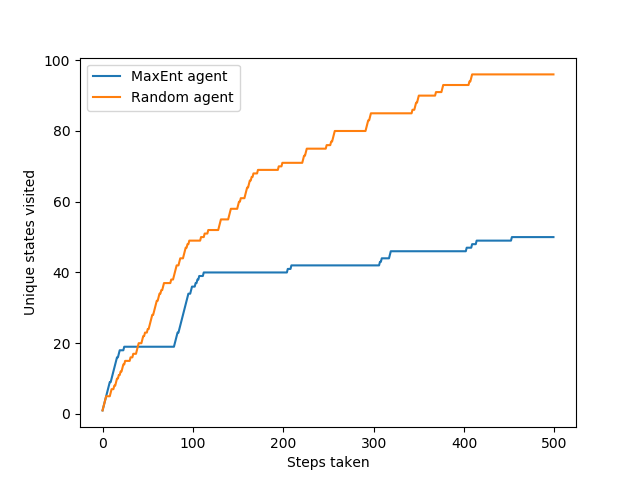 MaxEnt agent
Random agent
100
80
60
40
20
0
Unique states visited
0 100 200 300 400 500
Steps taken